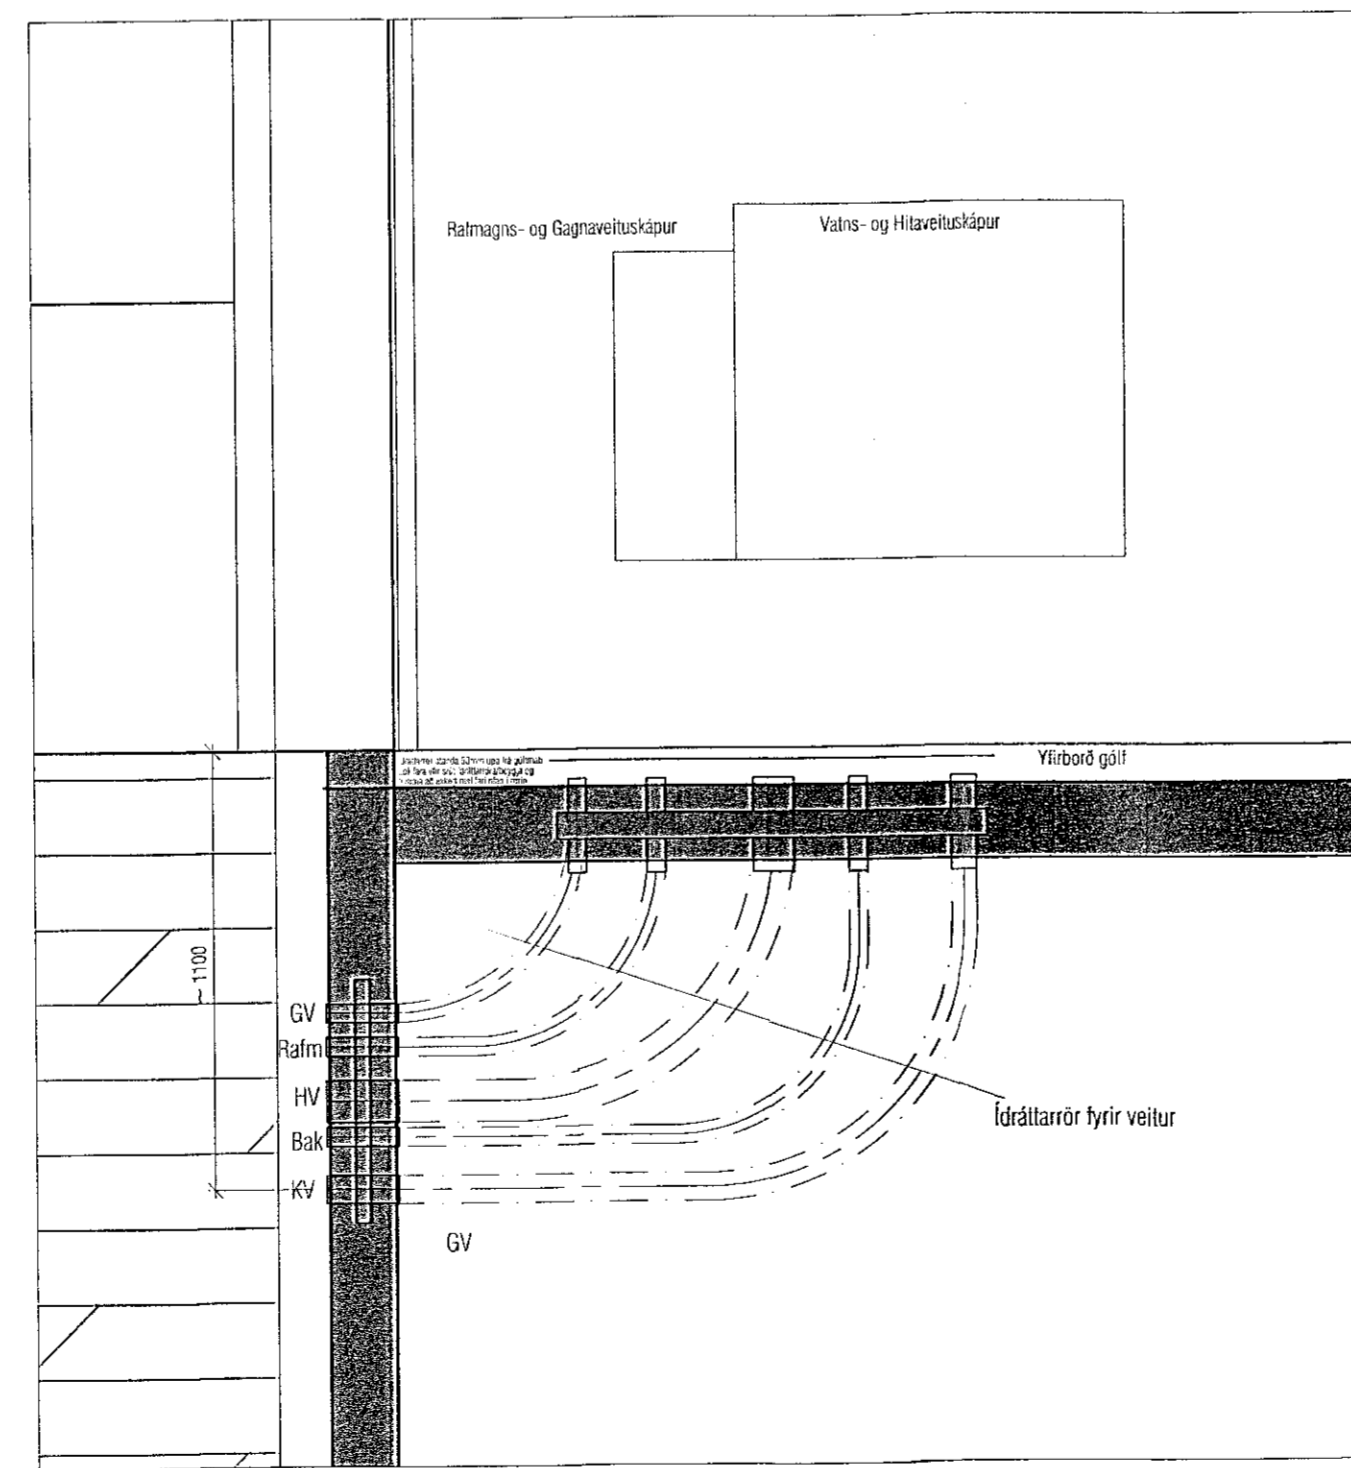 Rafmagns- og Gagnaveituskápur
Vatns- og Hitaveituskápur
Yfirborð gólf
~1100
GV
Rafm
HV
Bak
KV
Ídráttarrör fyrir veitur
GV